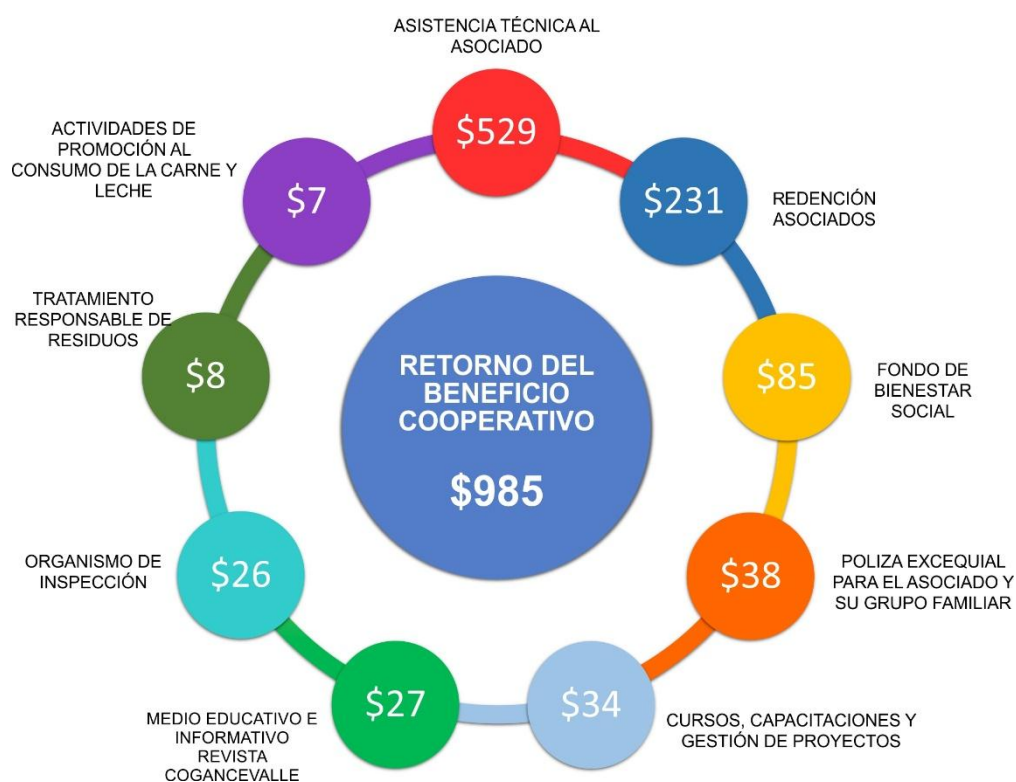 ASISTENCIA TÉCNICA AL
ASOCIADO
$529
$231
REDENCIÓN
ASOCIADOS
$85
FONDO DE
BIENESTAR
SOCIAL
$38
POLIZA EXCEQUIAL
PARA EL ASOCIADO Y
SU GRUPO FAMILIAR
$34
CURSOS, CAPACITACIONES Y
GESTIÓN DE PROYECTOS
$27
MEDIO EDUCATIVO E
INFORMATIVO
REVISTA
COGANCEVALLE
$26
ORGANISMO DE
INSPECCIÓN
$8
TRATAMIENTO
RESPONSABLE DE
RESIDUOS
$7
ACTIVIDADES DE
PROMOCIÓN AL
CONSUMO DE LA CARNE Y
LECHE
RETORNO DEL
BENEFICIO
COOPERATIVO
$985